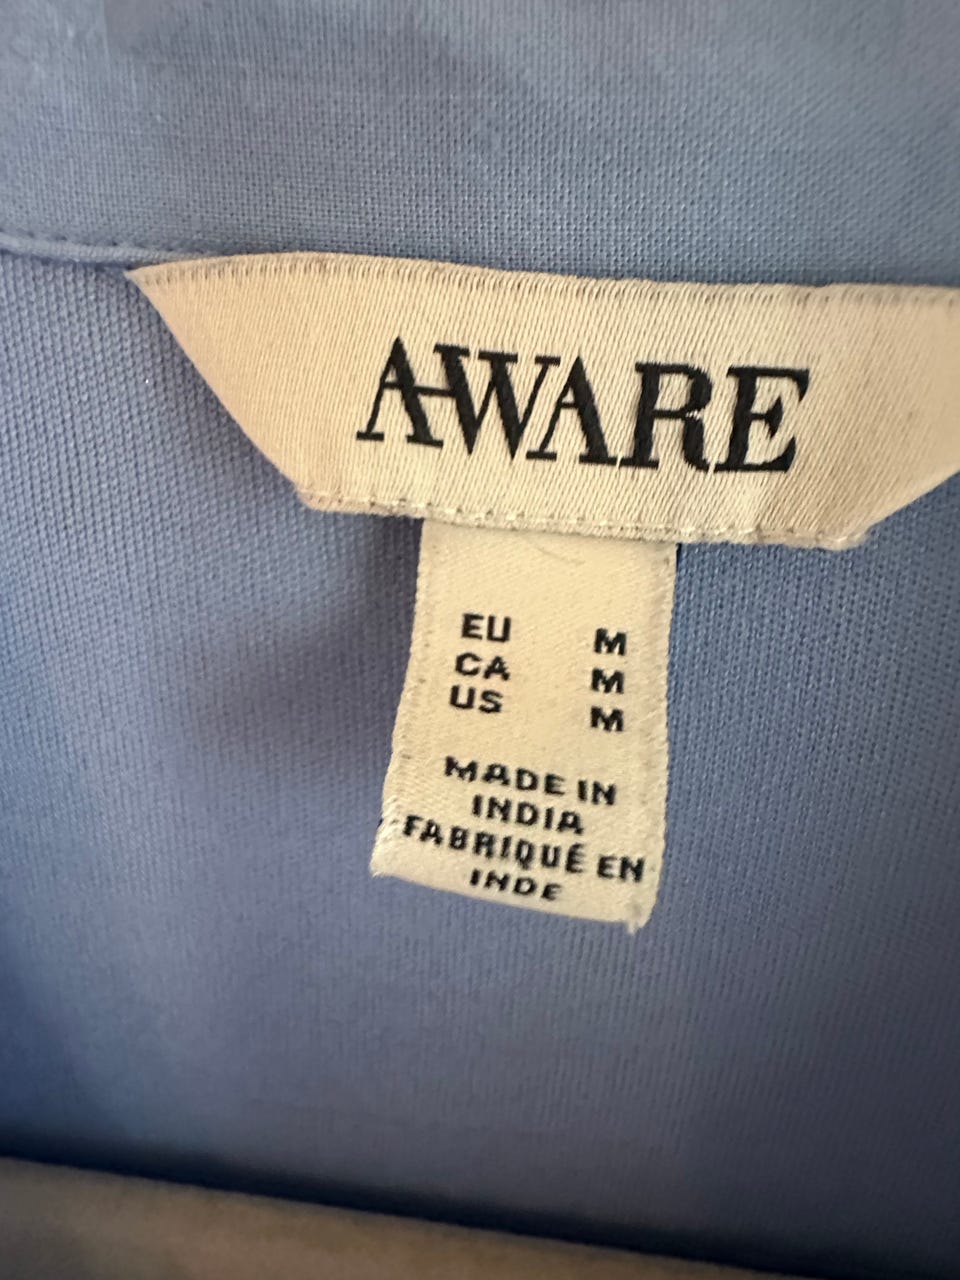 AWARE
EU M
CA M
US M
MADE IN
INDIA
FABRIQUÉ EN
INDE